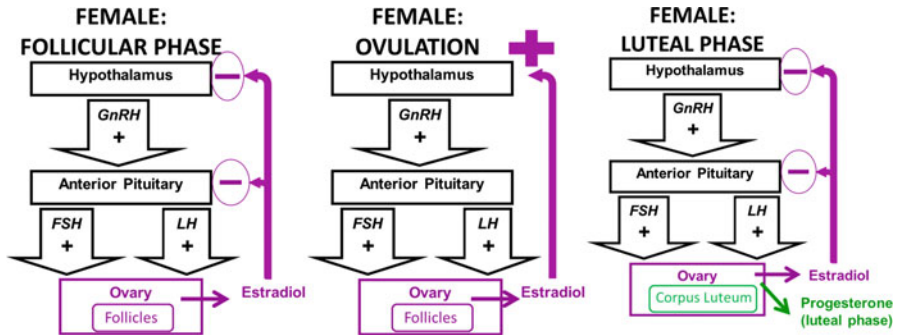 FEMALE:
FOLLICULAR PHASE
Hypothalamus
−
GnRH
+
Anterior Pituitary
−
FSH
+
LH
+
Ovary
Follicles
Estradiol
FEMALE:
OVULATION
+
Hypothalamus
GnRH
+
Anterior Pituitary
FSH
+
LH
+
Ovary
Follicles
Estradiol
FEMALE:
LUTEAL PHASE
Hypothalamus
−
GnRH
+
Anterior Pituitary
−
FSH
+
LH
+
Ovary
Corpus Luteum
Estradiol
Progesterone
(luteal phase)